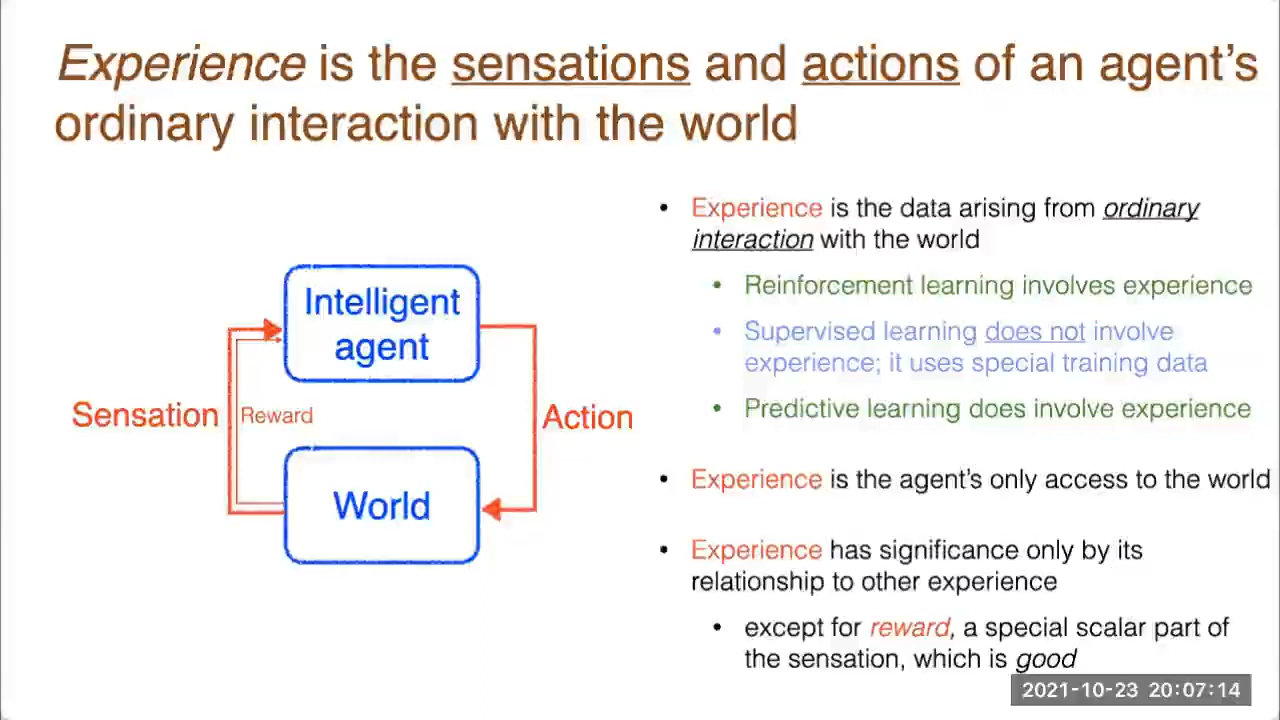 Experience is the sensations and actions of an agent's
ordinary interaction with the world
Intelligent
agent
Sensation
Reward
Action
World
• Experience is the data arising from ordinary
interaction with the world
• Reinforcement learning involves experience
• Supervised learning does not involve
experience; it uses special training data
• Predictive learning does involve experience
• Experience is the agent's only access to the world
• Experience has significance only by its
relationship to other experience
• except for reward, a special scalar part of
the sensation, which is good
2021-10-23 20:07:14